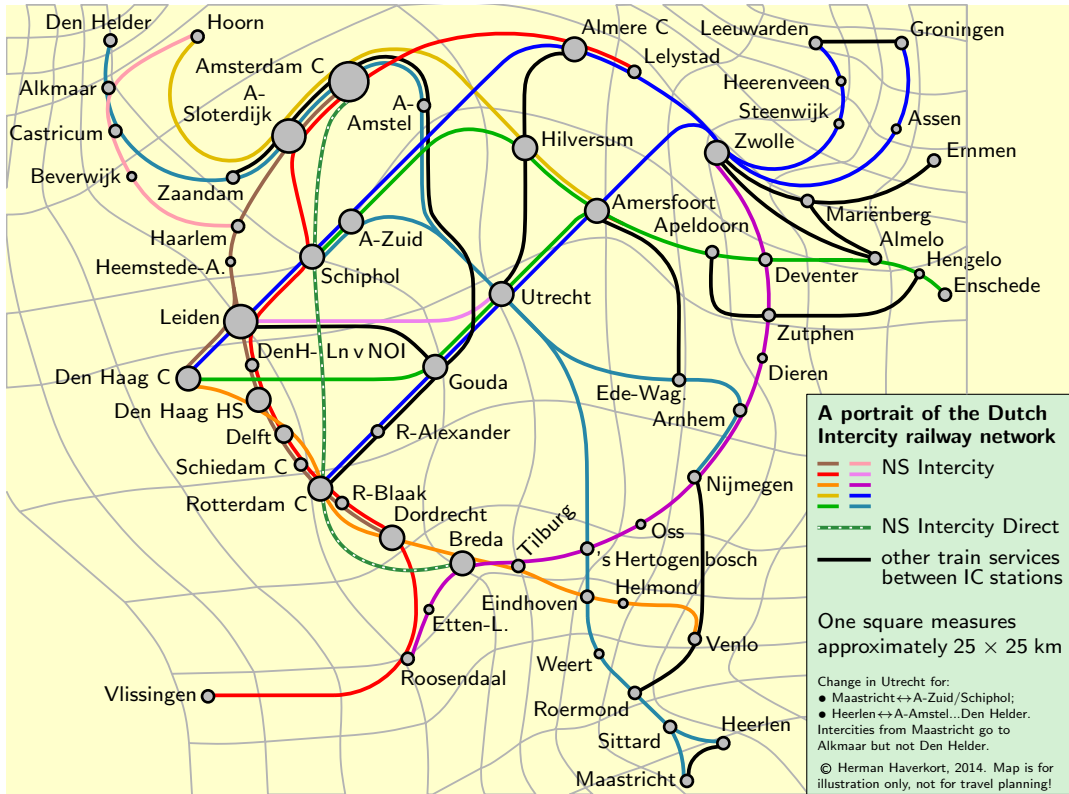 Den Helder
Hoorn
Almere C
Leeuwarden
Groningen
Amsterdam C
Lelystad
Alkmaar
A-
Sloterdijk
A-
Amstel
Heerenveen
Steenwijk
Assen
Castricum
Hilversum
Zwolle
Emmen
Beverwijk
Zaandam
Amersfoort
Mariënberg
Haarlem
A-Zuid
Apeldoorn
Almelo
Heemstede-A.
Schiphol
Deventer
Hengelo
Enschede
Leiden
Utrecht
Zutphen
DenH- Ln v NOI
Den Haag C
Gouda
Ede-Wag.
Dieren
Den Haag HS
Arnhem
Delft
R-Alexander
Schiedam C
Nijmegen
Rotterdam C
R-Blaak
Dordrecht
Oss
Breda
Tilburg
's Hertogenbosch
Helmond
Eindhoven
Etten-L.
Venlo
Roosendaal
Weert
Vlissingen
Roermond
Sittard
Heerlen
Maastricht
A portrait of the Dutch
Intercity railway network
NS Intercity
NS Intercity Direct
other train services
between IC stations
One square measures
approximately 25 × 25 km
Change in Utrecht for:
• Maastricht↔A-Zuid/Schiphol;
• Heerlen↔A-Amstel...Den Helder.
Intercities from Maastricht go to
Alkmaar but not Den Helder.
© Herman Haverkort, 2014. Map is for
illustration only, not for travel planning!